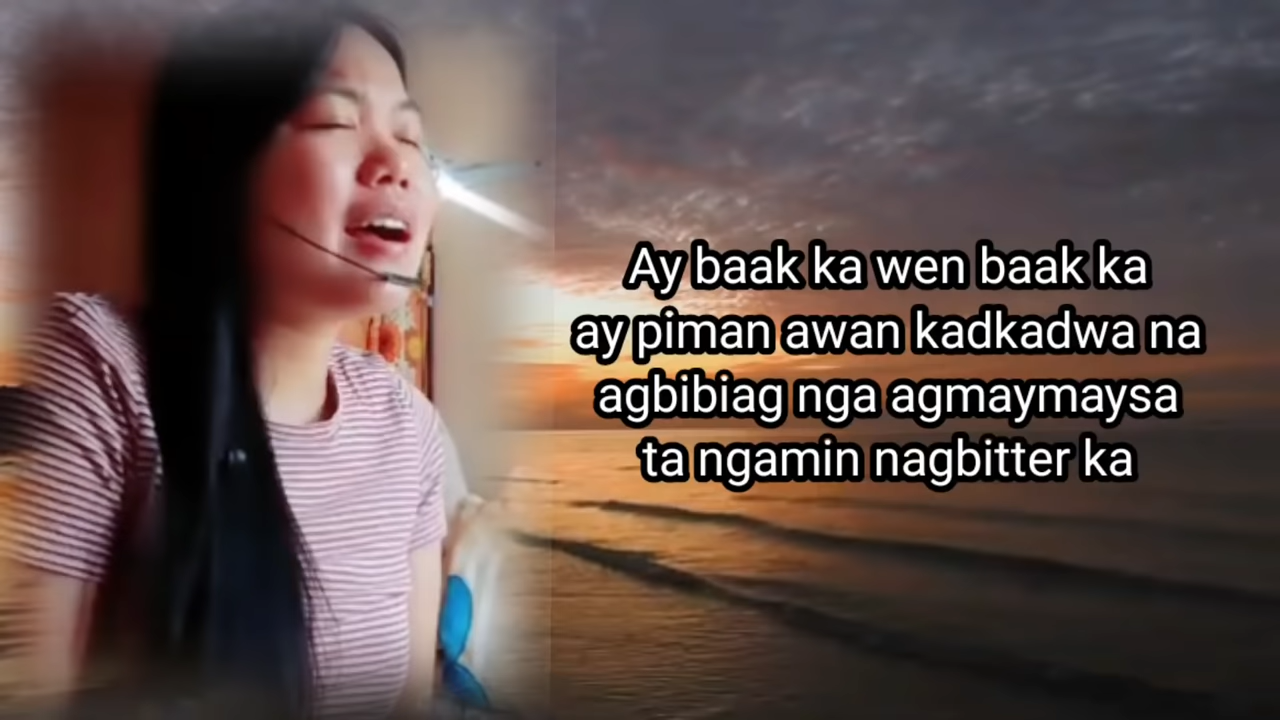 Ay baak ka wen baak ka
ay piman awan kadkadwa na
agbibiag nga agmaymaysa
ta ngamin nagbitter ka